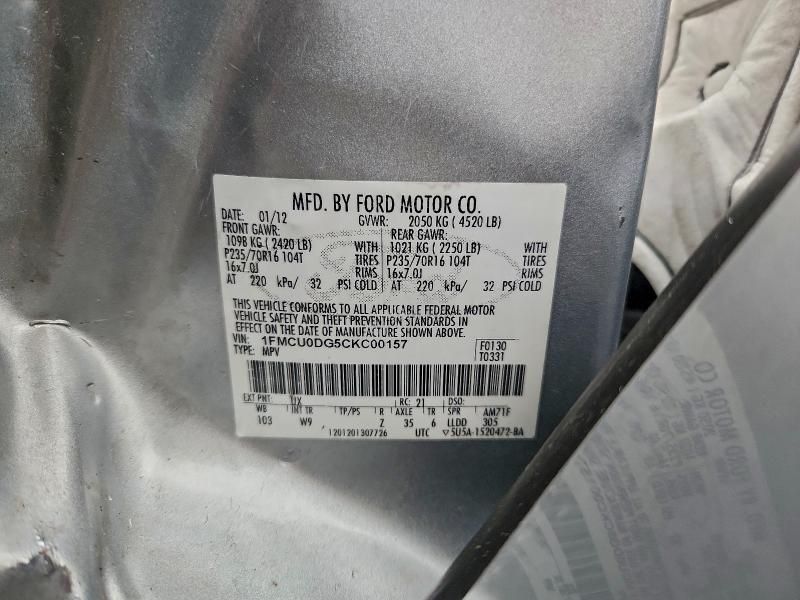 MFD. BY FORD MOTOR CO.
DATE: 01/12 GVWR: 2050 KG ( 4520 LB)
FRONT GAWR: REAR GAWR:
1098 KG ( 2420 LB) WITH 1021 KG ( 2250 LB) WITH
P235/70R16 104T TIRES P235/70R16 104T TIRES
16x7.0J RIMS 16x7.0J RIMS
AT 220 kPa/ 32 PSI COLD AT 220 kPa/ 32 PSI COLD
THIS VEHICLE CONFORMS TO ALL APPLICABLE FEDERAL MOTOR
VEHICLE SAFETY AND THEFT PREVENTION STANDARDS IN
EFFECT ON THE DATE OF MANUFACTURE SHOWN ABOVE.
VIN: 1FMCU0DG5CKC00157 F0130
TYPE: MPV T0331
EXT PNT: UX RC: 21 DSO:
WB INT TR TP/PS R AXLE TR SPR AM71F
103 W9 Z 35 6 LLDD 305
1201201307726 UTC ▽5U5A-1520472-BA